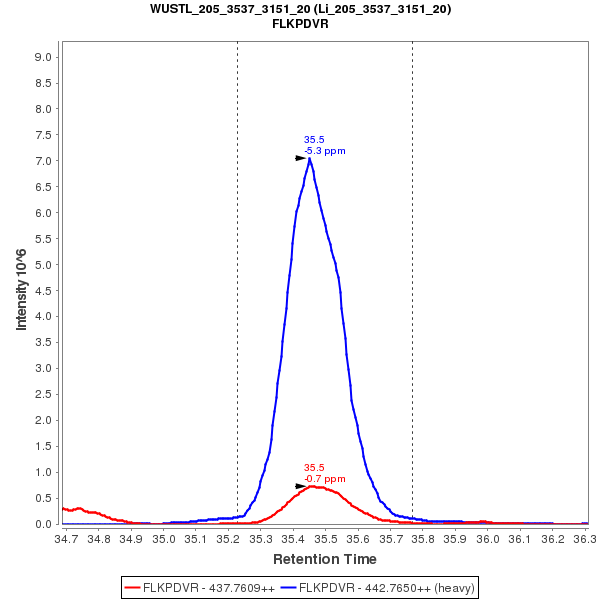 WUSTL_205_3537_3151_20 (Li_205_3537_3151_20)
FLKPDVR
9.0
8.5
8.0
7.5
7.0
6.5
6.0
5.5
5.0
4.5
4.0
3.5
3.0
2.5
2.0
1.5
1.0
0.5
0.0
Intensity 10^6
35.5
-5.3 ppm
35.5
-0.7 ppm
34.7 34.8 34.9 35.0 35.1 35.2 35.3 35.4 35.5 35.6 35.7 35.8 35.9 36.0 36.1 36.2 36.3
Retention Time
FLKPDVR - 437.7609++ FLKPDVR - 442.7650++ (heavy)